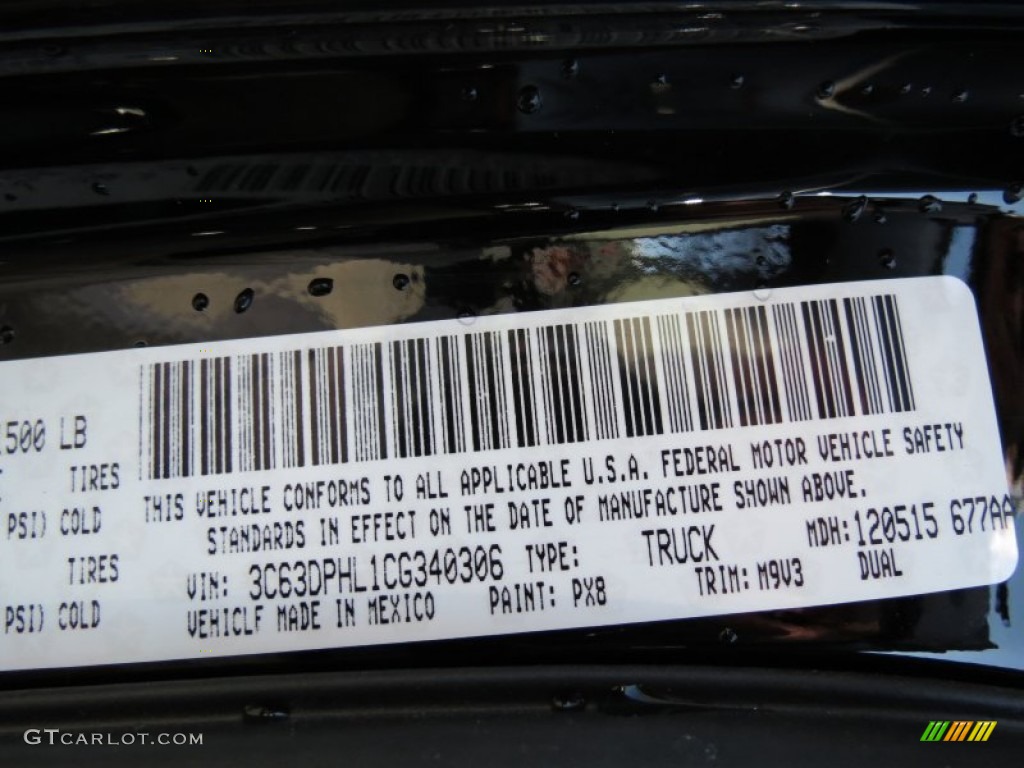 1500 LB
TIRES
PSI) COLD
TIRES
PSI) COLD
THIS VEHICLE CONFORMS TO ALL APPLICABLE U.S.A. FEDERAL MOTOR VEHICLE SAFETY
STANDARDS IN EFFECT ON THE DATE OF MANUFACTURE SHOWN ABOVE.
VIN: 3C63DPHL1CG340306 TYPE: TRUCK MDH: 120515 677AA
VEHICLE MADE IN MEXICO PAINT: PX8 TRIM: M9V3 DUAL
GTCARLOT.COM